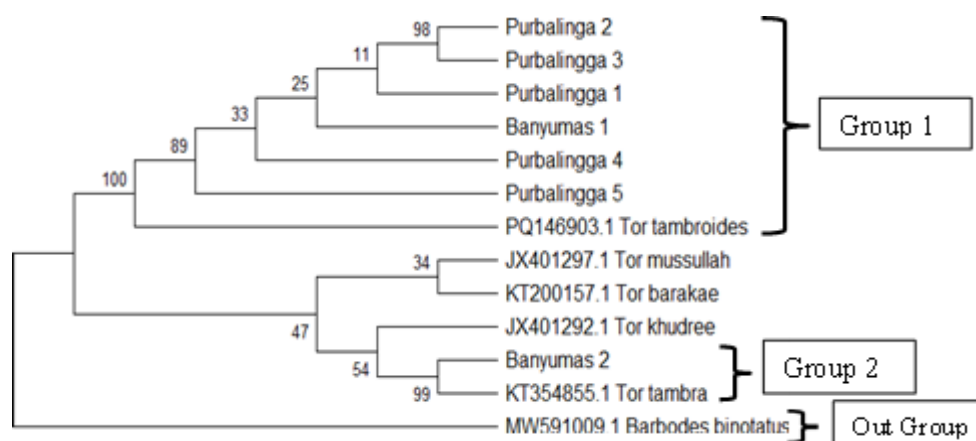 98
Purbalinga 2
Purbalingga 3
11
Purbalingga 1
25
Banyumas 1
33
Purbalingga 4
89
Purbalingga 5
100
PQ146903.1 Tor tambroides
Group 1
34
JX401297.1 Tor mussullah
KT200157.1 Tor barakae
47
JX401292.1 Tor khudree
54
Banyumas 2
99
KT354855.1 Tor tambra
Group 2
MW591009.1 Barbodes binotatus
Out Group